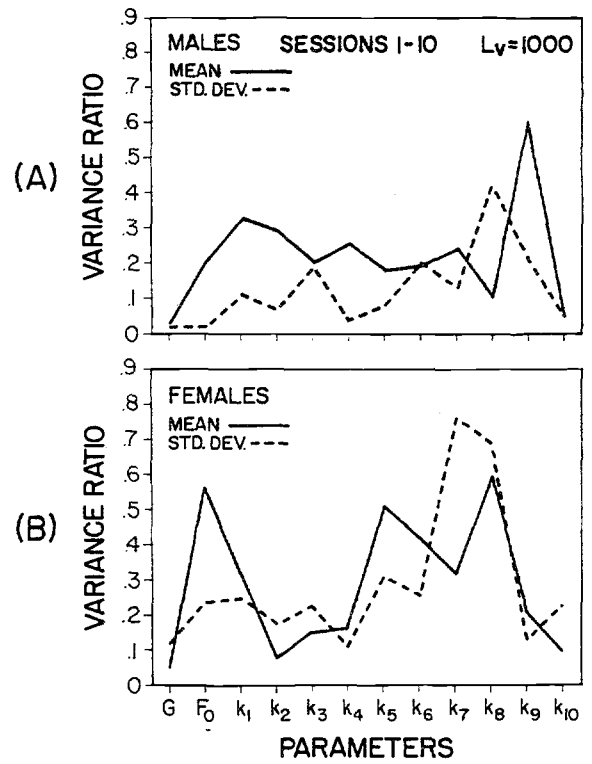 .9
.8
.7
.6
.5
.4
.3
.2
.1
0
VARIANCE RATIO
(A)
MALES SESSIONS 1-10 Lv=1000
MEAN
STD. DEV.
.9
.8
.7
.6
.5
.4
.3
.2
.1
0
VARIANCE RATIO
(B)
FEMALES
MEAN
STD. DEV.
G F0 k1 k2 k3 k4 k5 k6 k7 k8 k9 k10
PARAMETERS